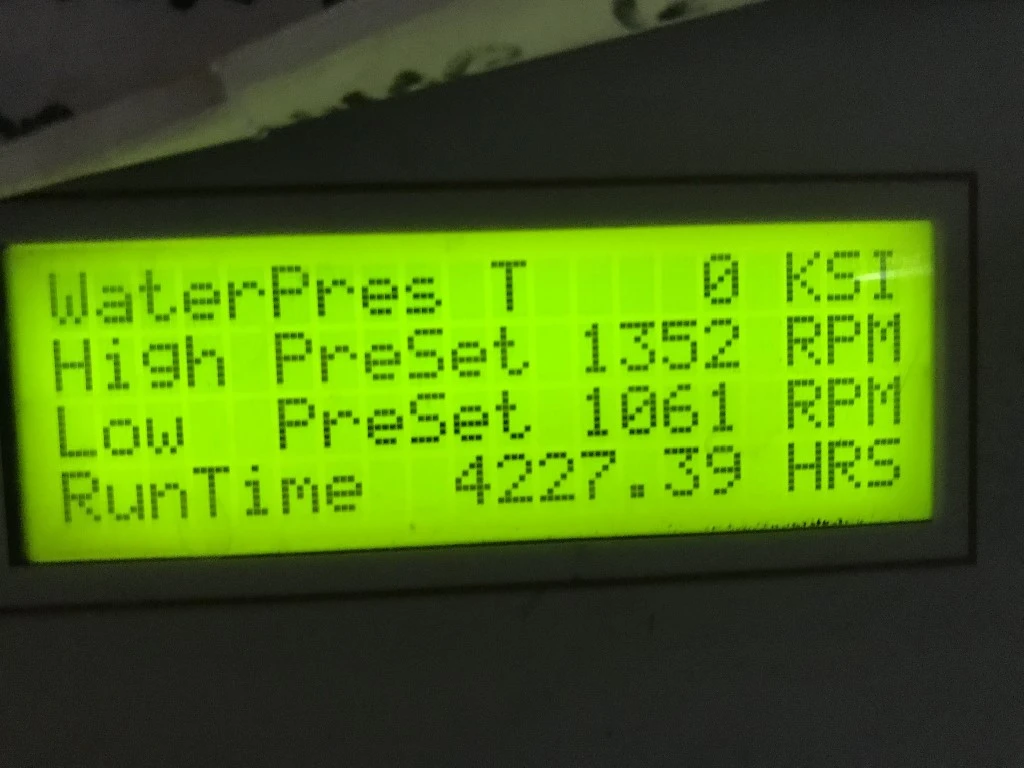 WaterPres T 0 KSI
High PreSet 1352 RPM
Low PreSet 1061 RPM
RunTime 4227.39 HRS